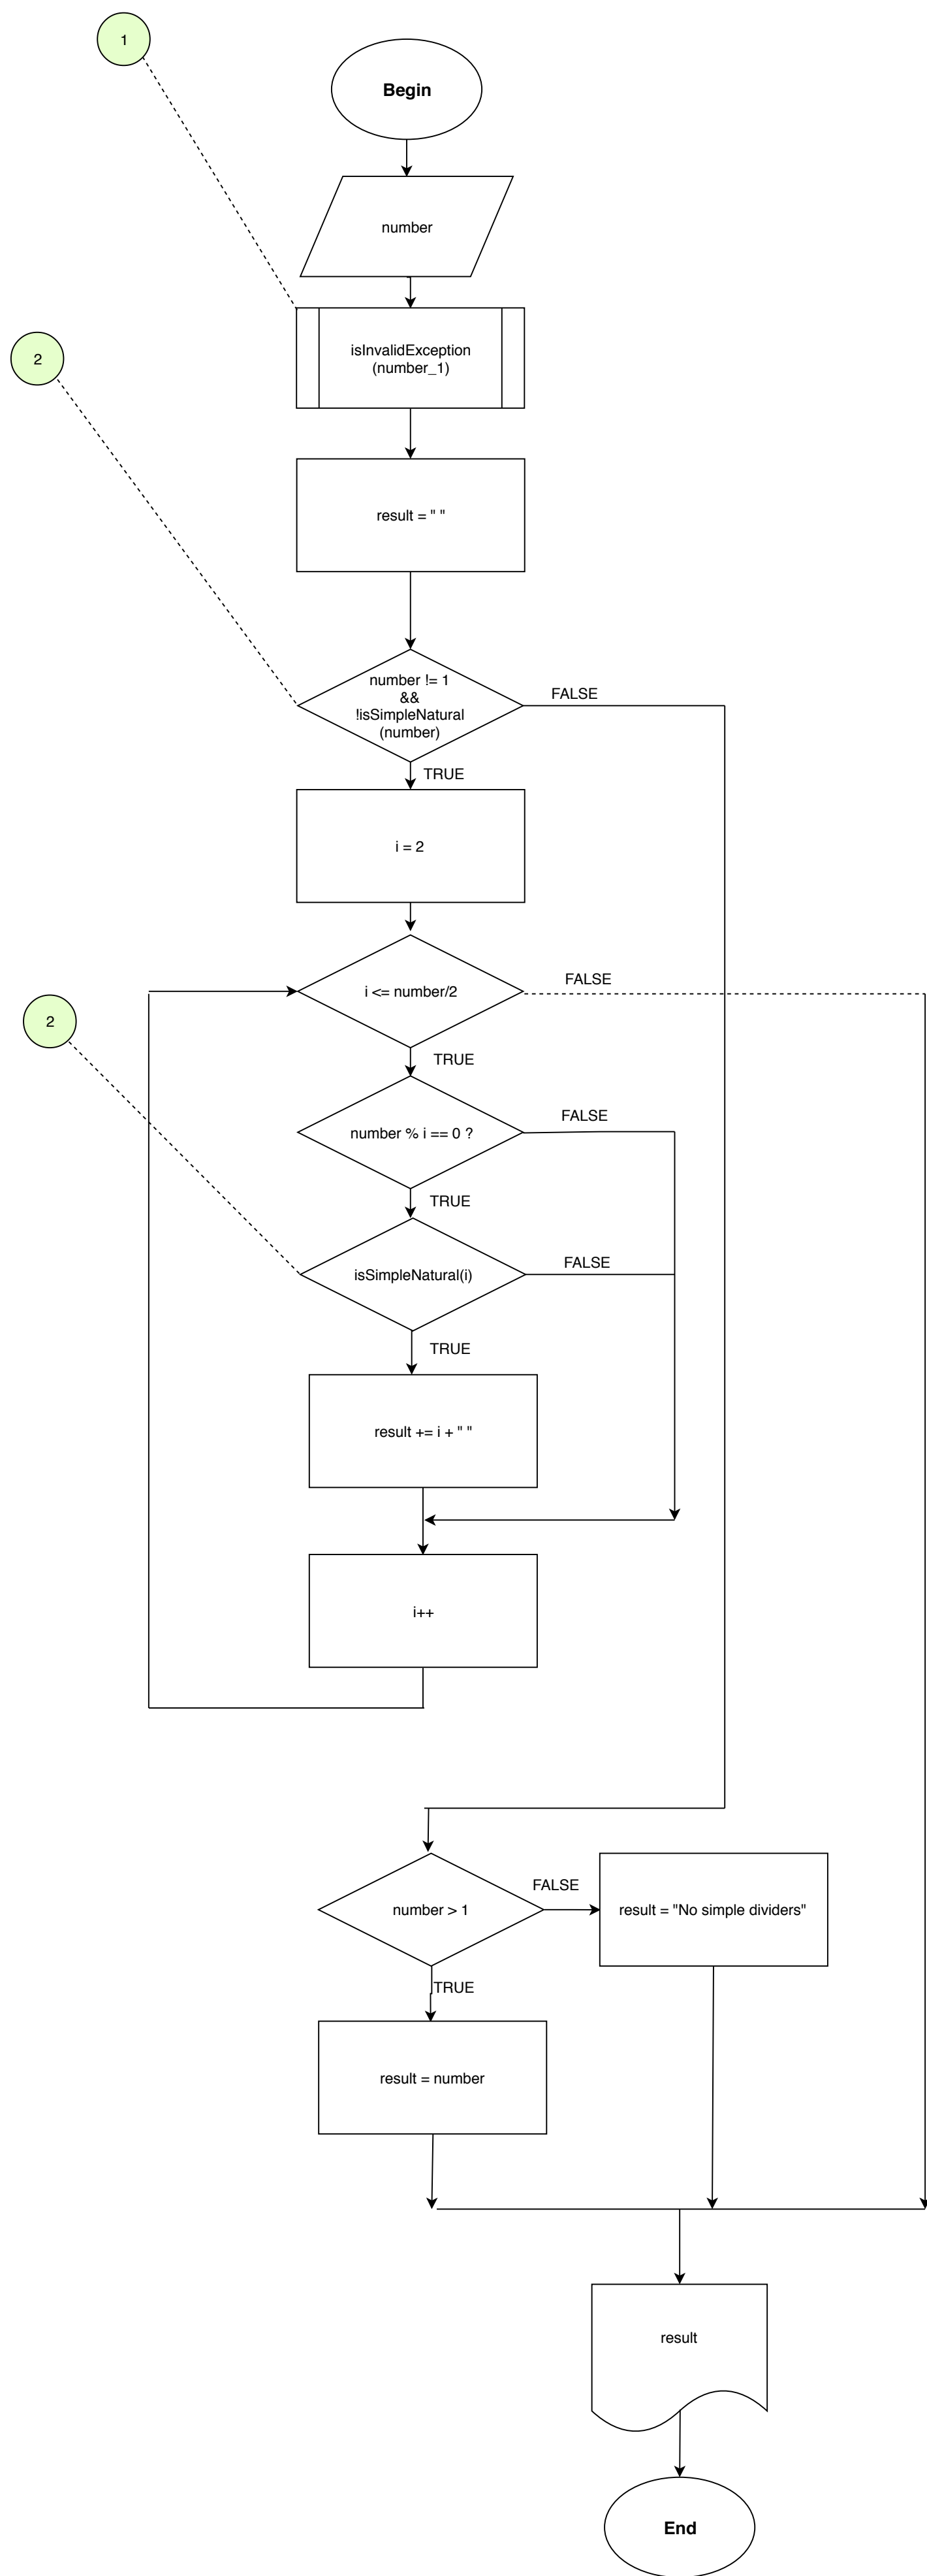 1
Begin
number
isInvalidException
(number_1)
2
result = " "
number != 1
&&
!isSimpleNatural
(number)
FALSE
TRUE
i = 2
i <= number/2
FALSE
2
TRUE
number % i == 0 ?
FALSE
TRUE
isSimpleNatural(i)
FALSE
TRUE
result += i + " "
i++
number > 1
FALSE
result = "No simple dividers"
TRUE
result = number
result
End